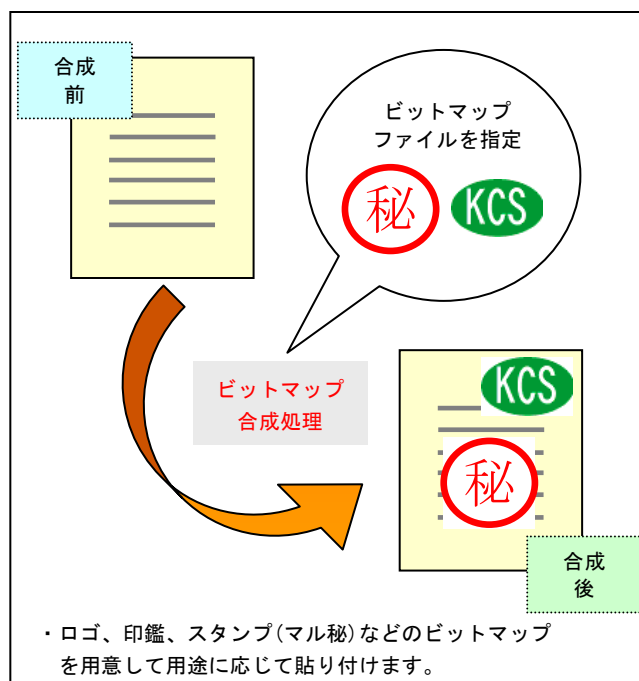 合成
前
ビットマップ
ファイルを指定
秘
KCS
ビットマップ
合成処理
KCS
秘
合成
後
・ロゴ、印鑑、スタンプ(マル秘)などのビットマップ
を用意して用途に応じて貼り付けます。